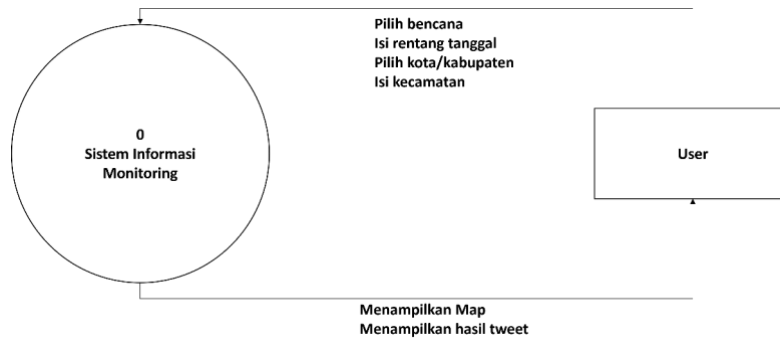 Pilih bencana
Isi rentang tanggal
Pilih kota/kabupaten
Isi kecamatan
0
Sistem Informasi
Monitoring
User
Menampilkan Map
Menampilkan hasil tweet